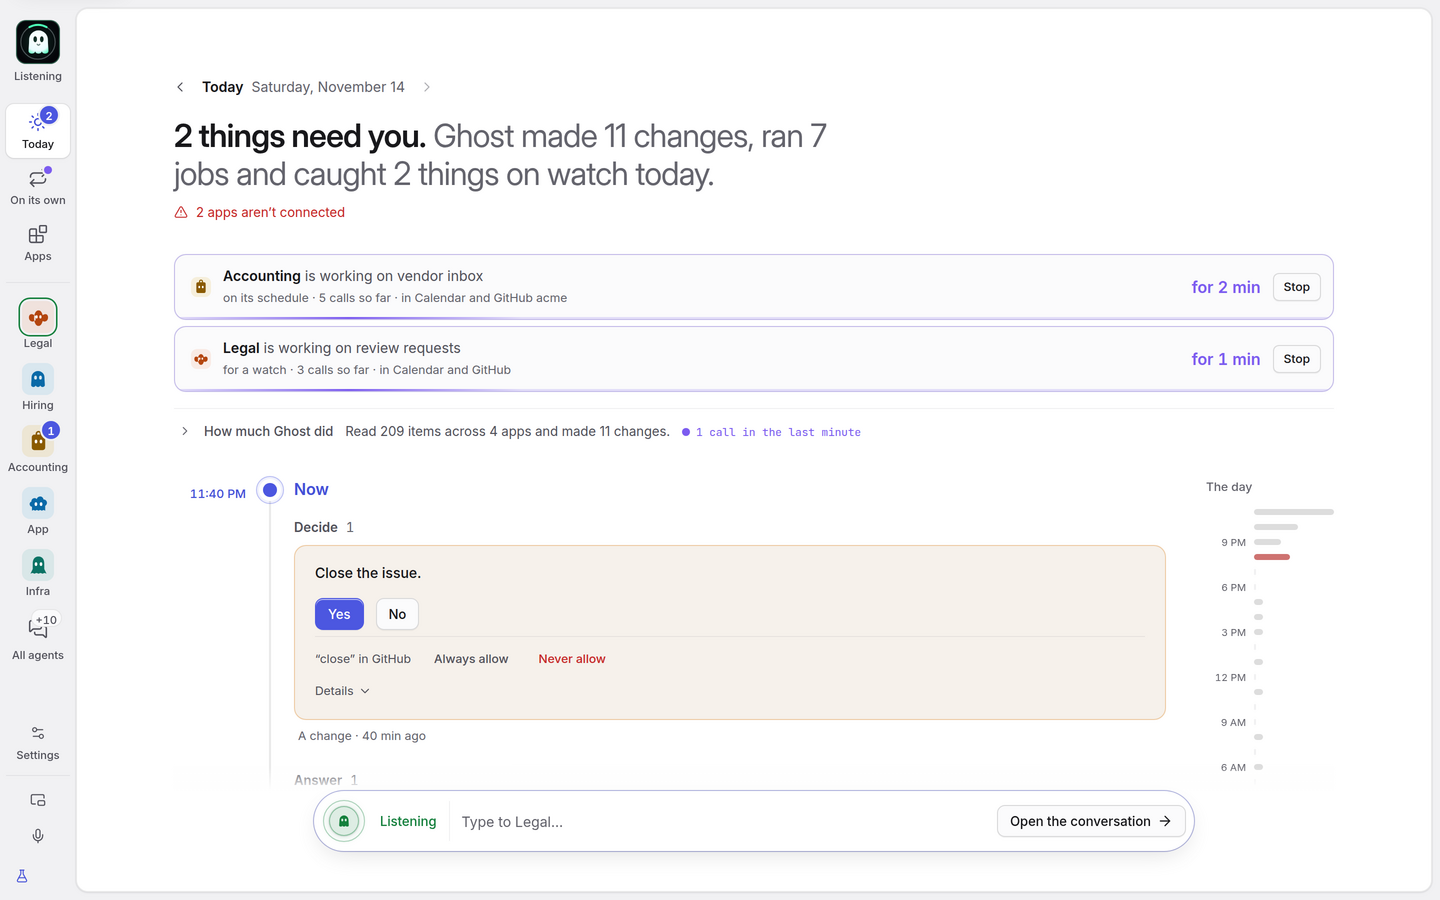 Listening
2
Today
On its own
Apps
Legal
Hiring
1
Accounting
App
Infra
+10
All agents
Settings
Today Saturday, November 14
2 things need you. Ghost made 11 changes, ran 7
jobs and caught 2 things on watch today.
2 apps aren’t connected
Accounting is working on vendor inbox
on its schedule · 5 calls so far · in Calendar and GitHub acme
for 2 min
Stop
Legal is working on review requests
for a watch · 3 calls so far · in Calendar and GitHub
for 1 min
Stop
How much Ghost did Read 209 items across 4 apps and made 11 changes. 1 call in the last minute
11:40 PM
Now
Decide 1
Close the issue.
Yes
No
“close” in GitHub Always allow Never allow
Details
A change · 40 min ago
Answer 1
The day
9 PM
6 PM
3 PM
12 PM
9 AM
6 AM
Listening
Type to Legal...
Open the conversation